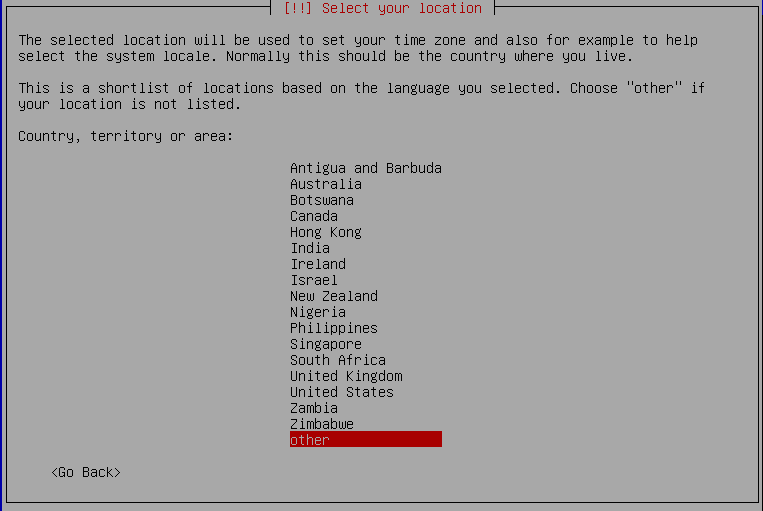 [!!] Select your location
The selected location will be used to set your time zone and also for example to help
select the system locale. Normally this should be the country where you live.
This is a shortlist of locations based on the language you selected. Choose "other" if
your location is not listed.
Country, territory or area:
Antigua and Barbuda
Australia
Botswana
Canada
Hong Kong
India
Ireland
Israel
New Zealand
Nigeria
Philippines
Singapore
South Africa
United Kingdom
United States
Zambia
Zimbabwe
other
<Go Back>